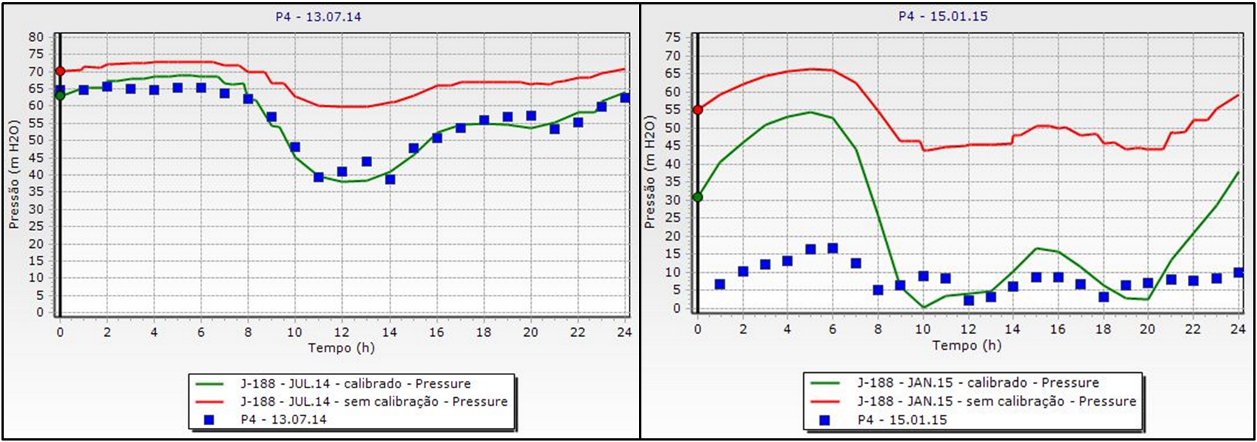 P4 - 13.07.14
Pressão (m H2O)
80
75
70
65
60
55
50
45
40
35
30
25
20
15
10
5
0
0 2 4 6 8 10 12 14 16 18 20 22 24
Tempo (h)
J-188 - JUL.14 - calibrado - Pressure
J-188 - JUL.14 - sem calibração - Pressure
P4 - 13.07.14
P4 - 15.01.15
Pressão (m H2O)
75
70
65
60
55
50
45
40
35
30
25
20
15
10
5
0
0 2 4 6 8 10 12 14 16 18 20 22 24
Tempo (h)
J-188 - JAN.15 - calibrado - Pressure
J-188 - JAN.15 - sem calibração - Pressure
P4 - 15.01.15